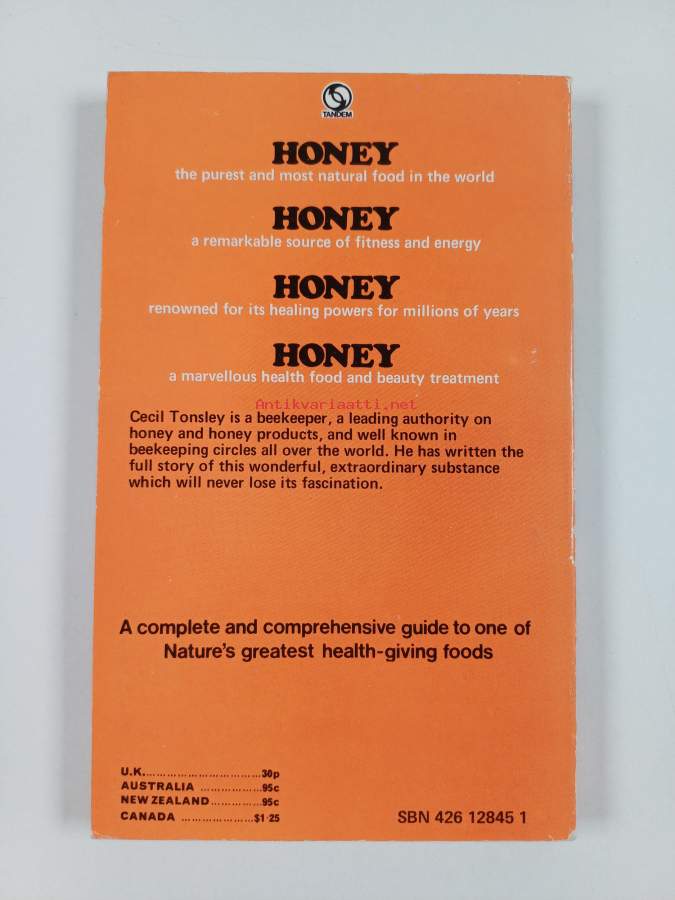 TANDEM
HONEY
the purest and most natural food in the world
HONEY
a remarkable source of fitness and energy
HONEY
renowned for its healing powers for millions of years
HONEY
a marvellous health food and beauty treatment
Antikvariaatti.net
Cecil Tonsley is a beekeeper, a leading authority on
honey and honey products, and well known in
beekeeping circles all over the world. He has written the
full story of this wonderful, extraordinary substance
which will never lose its fascination.
A complete and comprehensive guide to one of
Nature's greatest health-giving foods
U.K. .................................. 30p
AUSTRALIA .................. 95c
NEW ZEALAND ............... 95c
CANADA ..................... $1·25
SBN 426 12845 1